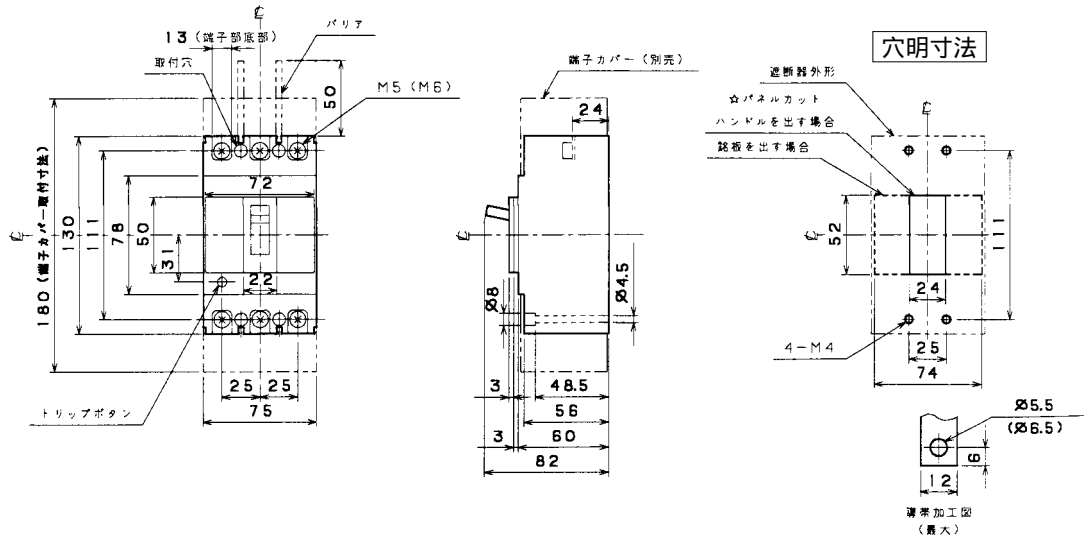 ℄
13 (端子部底部)
バリア
取付穴
50
M5 (M6)
180 (端子カバー取付寸法)
130
111
78
50
31
72
22
℄
トリップボタン
25
25
75
端子カバー (別売)
24
℄
Ø8
Ø4.5
3
48.5
56
3
60
82
穴明寸法
遮断器外形
℄
☆パネルカット
ハンドルを出す場合
銘板を出す場合
℄
52
111
24
4-M4
25
74
Ø5.5
(Ø6.5)
6
12
導帯加工図
(最大)